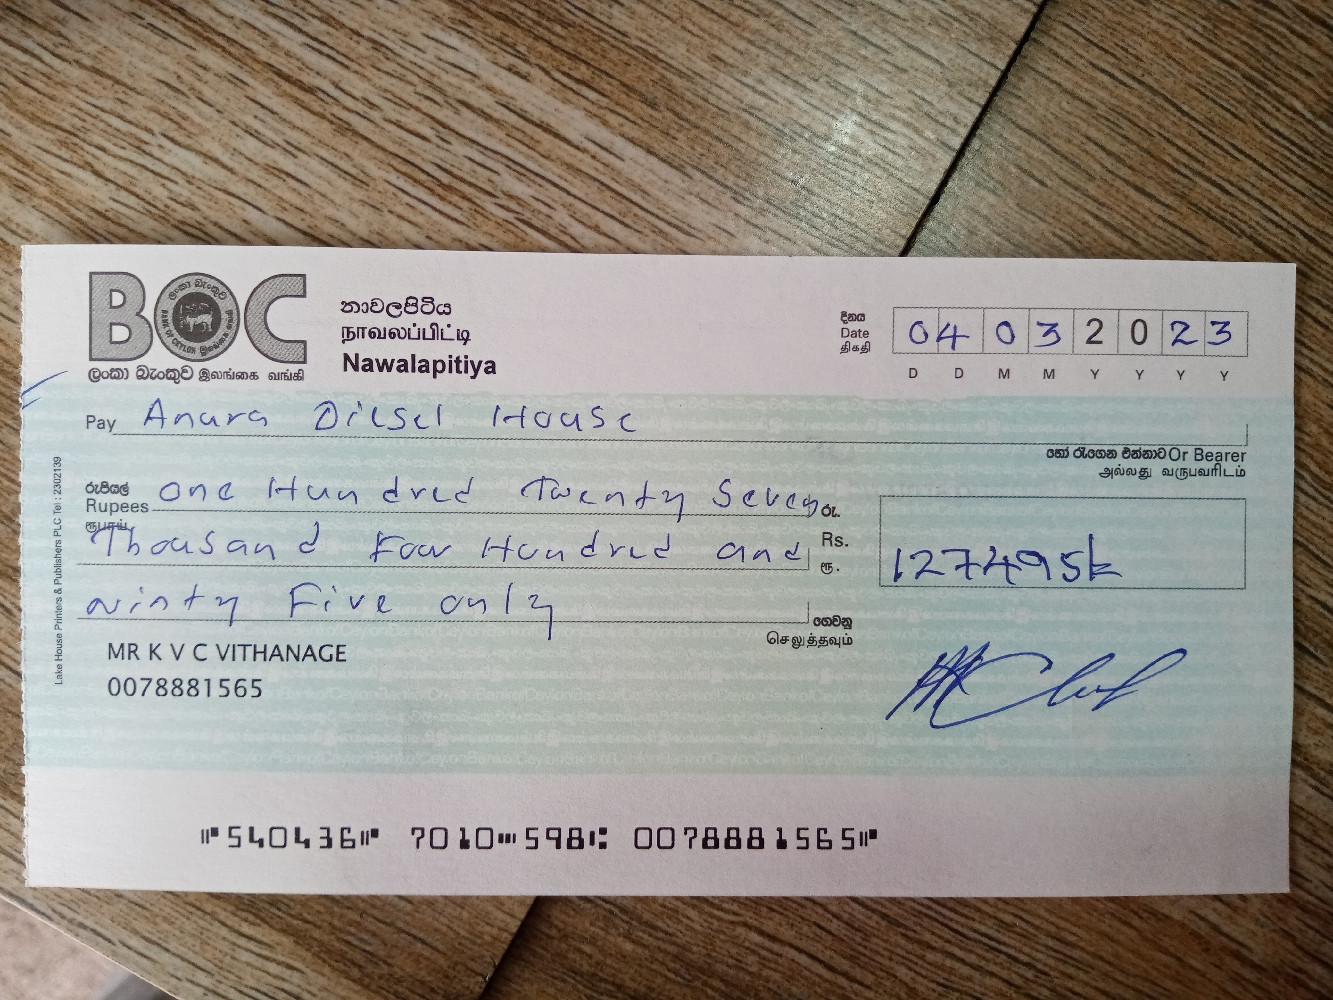 BOC
ලංකා බැංකුව இலங்கை வங்கி
නාවලපිටිය
நாவலப்பிட்டி
Nawalapitiya
දිනය
Date
திகதி
04032023
D D M M Y Y Y Y
Pay Anura Diesel House
හෝ රැගෙන එන්නාට Or Bearer
அல்லது வருபவரிடம்
රුපියල්
Rupees One Hundred Twenty Seven
ரூபாய்
Thousand Four Hundred and
Ninty Five only
රු.
Rs.
ரூ.
127495k
ගෙවනු
செலுத்தவும்
MR K V C VITHANAGE
0078881565
Lake House Printers & Publishers PLC Tel : 2302139
⑈540436⑈ 7010⑉598⑆ 0078881565⑈